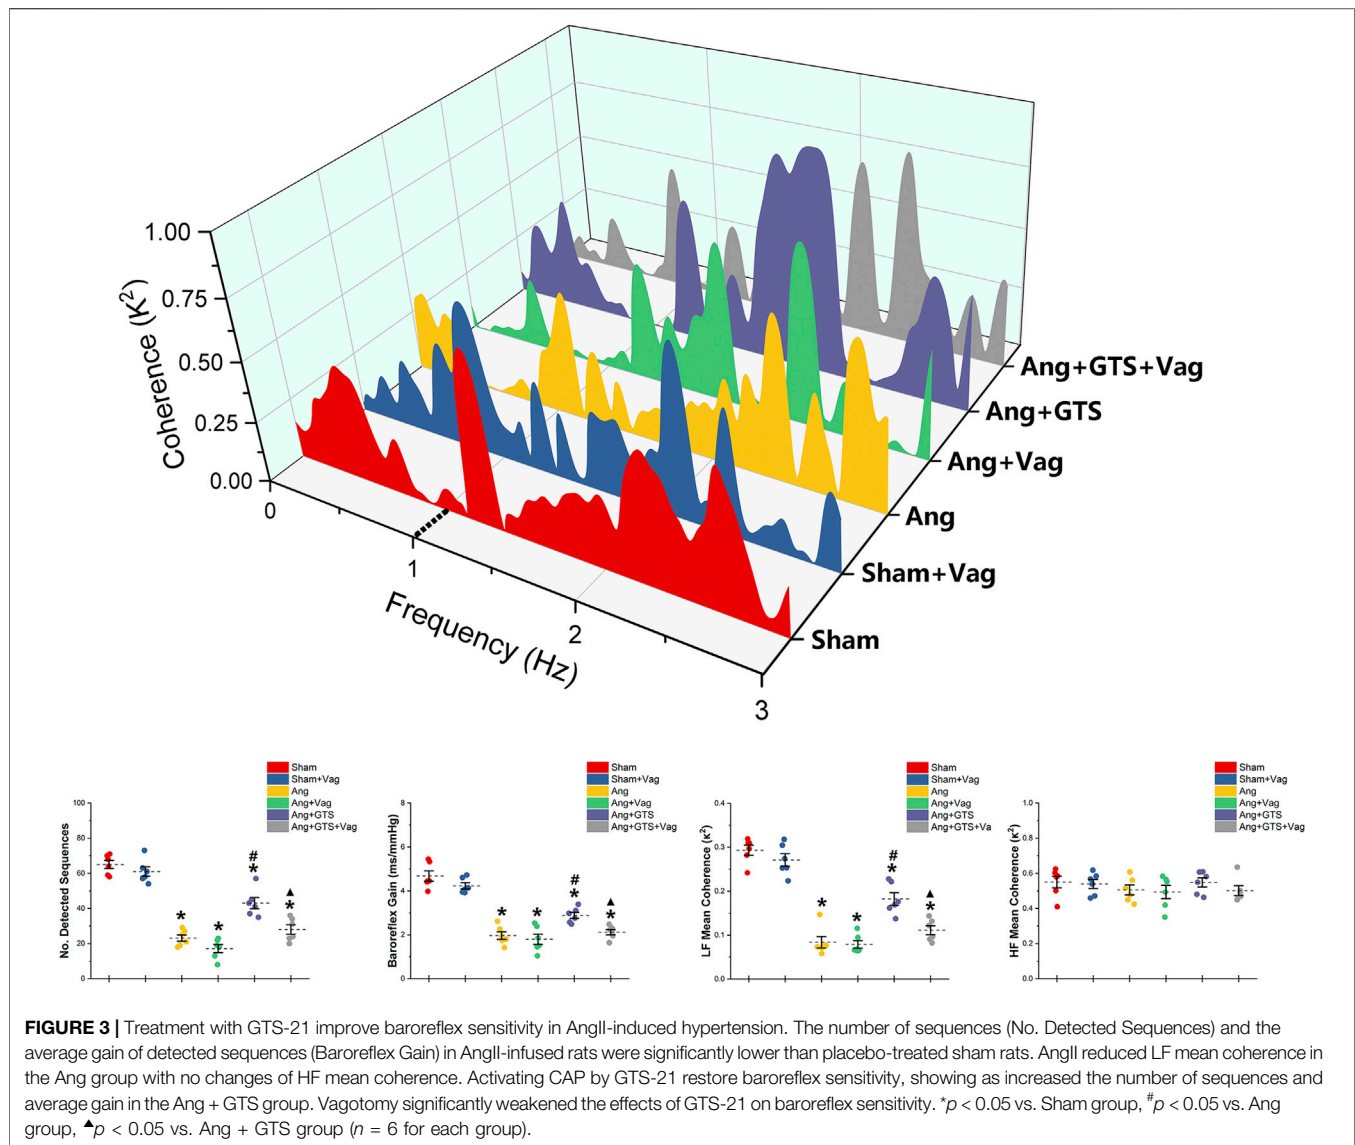 1.00
0.75
0.50
0.25
0.00
Coherence (K²)
0
1
2
3
Frequency (Hz)
Ang+GTS+Vag
Ang+GTS
Ang+Vag
Ang
Sham+Vag
Sham
Sham
Sham+Vag
Ang
Ang+Vag
Ang+GTS
Ang+GTS+Vag
100
80
60
40
20
0
No. Detected Sequences
*
*
#
*
▲
*
Sham
Sham+Vag
Ang
Ang+Vag
Ang+GTS
Ang+GTS+Vag
8
6
4
2
0
Baroreflex Gain (ms/mmHg)
*
*
#
*
▲
*
Sham
Sham+Vag
Ang
Ang+Vag
Ang+GTS
Ang+GTS+Va
0.4
0.3
0.2
0.1
0.0
LF Mean Coherence (κ²)
*
*
#
*
▲
*
Sham
Sham+Vag
Ang
Ang+Vag
Ang+GTS
Ang+GTS+Vag
1.0
0.8
0.6
0.4
0.2
0.0
HF Mean Coherence (κ²)
FIGURE 3 | Treatment with GTS-21 improve baroreflex sensitivity in AngII-induced hypertension. The number of sequences (No. Detected Sequences) and the
average gain of detected sequences (Baroreflex Gain) in AngII-infused rats were significantly lower than placebo-treated sham rats. AngII reduced LF mean coherence in
the Ang group with no changes of HF mean coherence. Activating CAP by GTS-21 restore baroreflex sensitivity, showing as increased the number of sequences and
average gain in the Ang + GTS group. Vagotomy significantly weakened the effects of GTS-21 on baroreflex sensitivity. *p < 0.05 vs. Sham group, #p < 0.05 vs. Ang
group, ▲p < 0.05 vs. Ang + GTS group (n = 6 for each group).